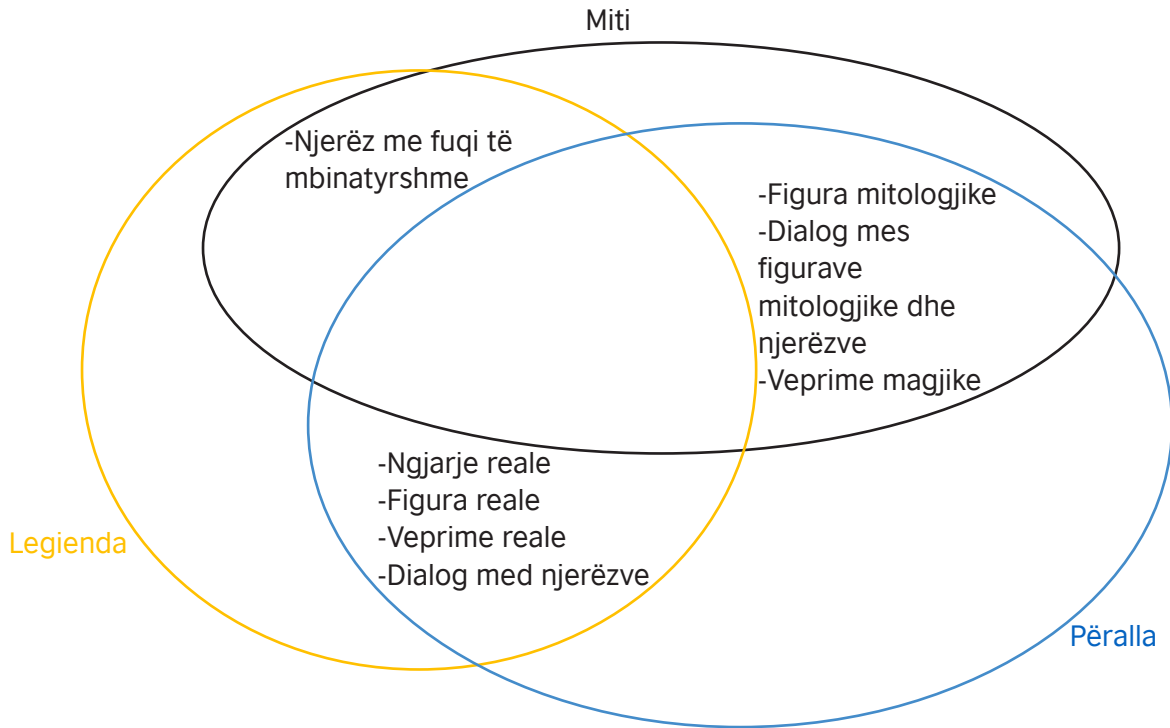 Miti
-Njerëz me fuqi të
mbinatyrshme
-Figura mitologjike
-Dialog mes
figurave
mitologjike dhe
njerëzve
-Veprime magjike
-Ngjarje reale
-Figura reale
-Veprime reale
-Dialog med njerëzve
Legienda
Përalla